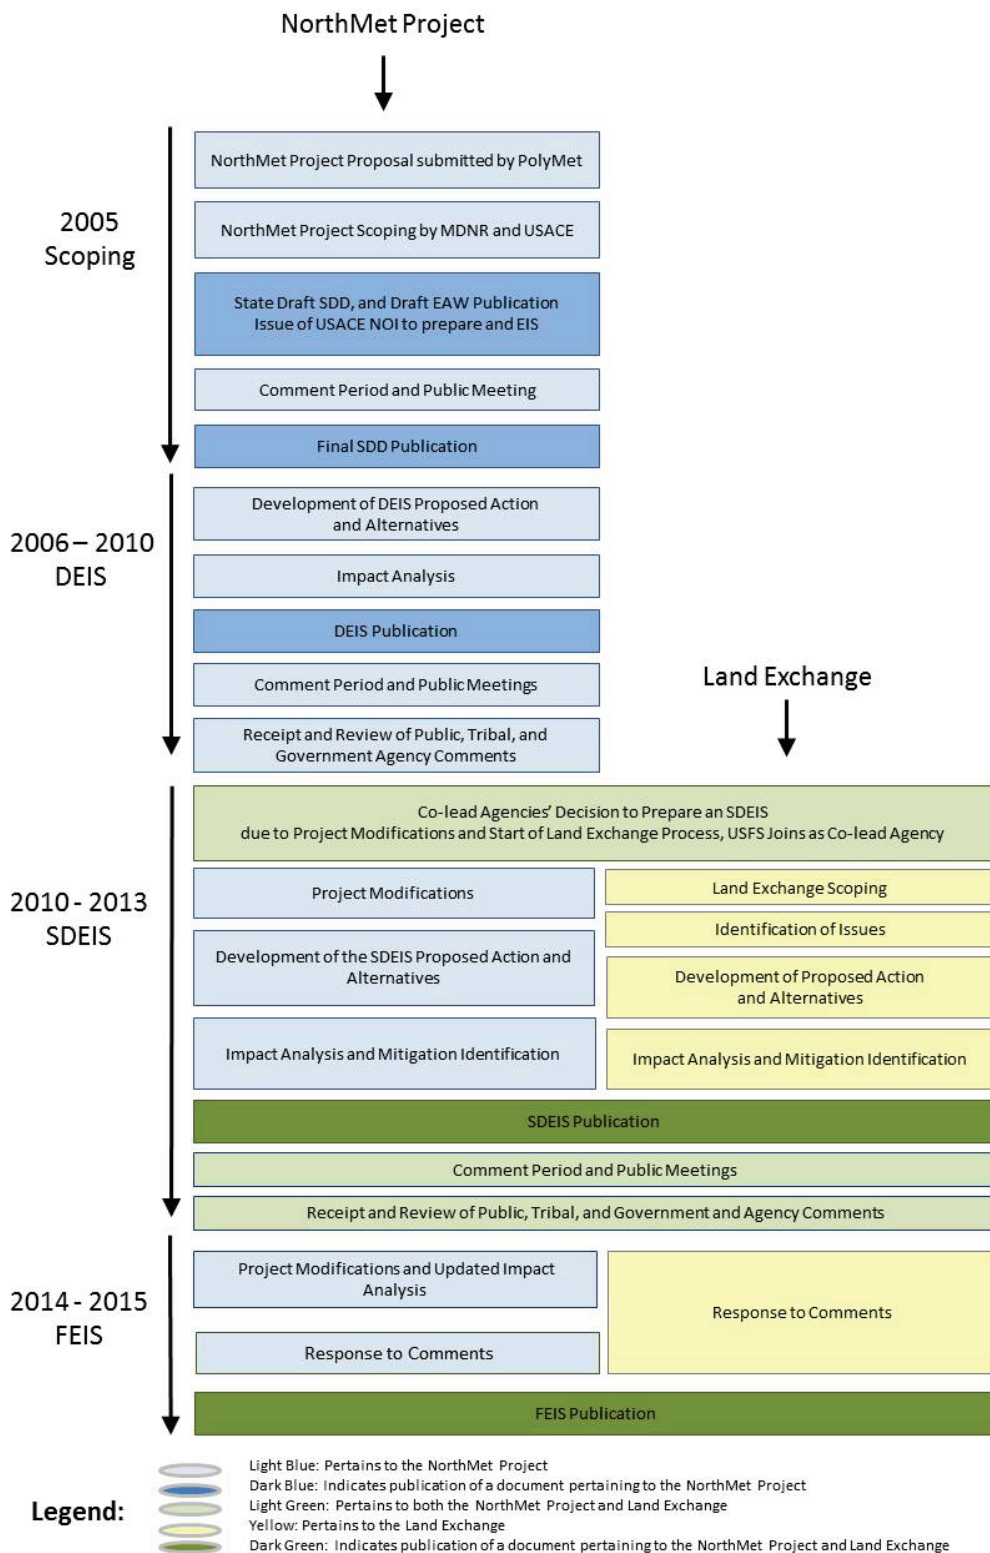 NorthMet Project
2005
Scoping
NorthMet Project Proposal submitted by PolyMet
NorthMet Project Scoping by MDNR and USACE
State Draft SDD, and Draft EAW Publication
Issue of USACE NOI to prepare and EIS
Comment Period and Public Meeting
Final SDD Publication
2006 – 2010
DEIS
Development of DEIS Proposed Action
and Alternatives
Impact Analysis
DEIS Publication
Comment Period and Public Meetings
Receipt and Review of Public, Tribal, and
Government Agency Comments
Land Exchange
2010 - 2013
SDEIS
Co-lead Agencies' Decision to Prepare an SDEIS
due to Project Modifications and Start of Land Exchange Process, USFS Joins as Co-lead Agency
Project Modifications
Development of the SDEIS Proposed Action and
Alternatives
Impact Analysis and Mitigation Identification
Land Exchange Scoping
Identification of Issues
Development of Proposed Action
and Alternatives
Impact Analysis and Mitigation Identification
SDEIS Publication
Comment Period and Public Meetings
Receipt and Review of Public, Tribal, and Government and Agency Comments
2014 - 2015
FEIS
Project Modifications and Updated Impact
Analysis
Response to Comments
Response to Comments
FEIS Publication
Legend:
Light Blue: Pertains to the NorthMet Project
Dark Blue: Indicates publication of a document pertaining to the NorthMet Project
Light Green: Pertains to both the NorthMet Project and Land Exchange
Yellow: Pertains to the Land Exchange
Dark Green: Indicates publication of a document pertaining to the NorthMet Project and Land Exchange